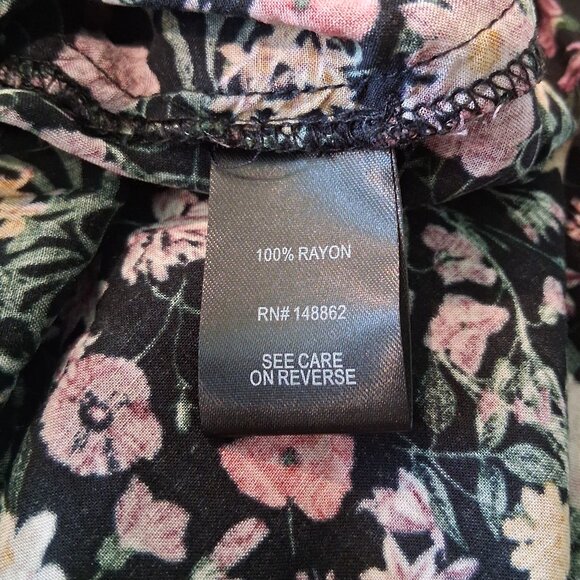 100% RAYON
RN# 148862
SEE CARE
ON REVERSE